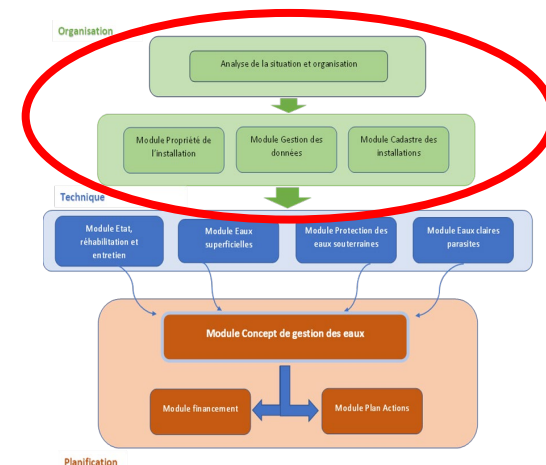 Organisation
Analyse de la situation et organisation
Module Propriété de
l'installation
Module Gestion des
données
Module Cadastre des
installations
Technique
Module Etat,
réhabilitation et
entretien
Module Eaux
superficielles
Module Protection des
eaux souterraines
Module Eaux claires
parasites
Module Concept de gestion des eaux
Module financement
Module Plan Actions
Planification